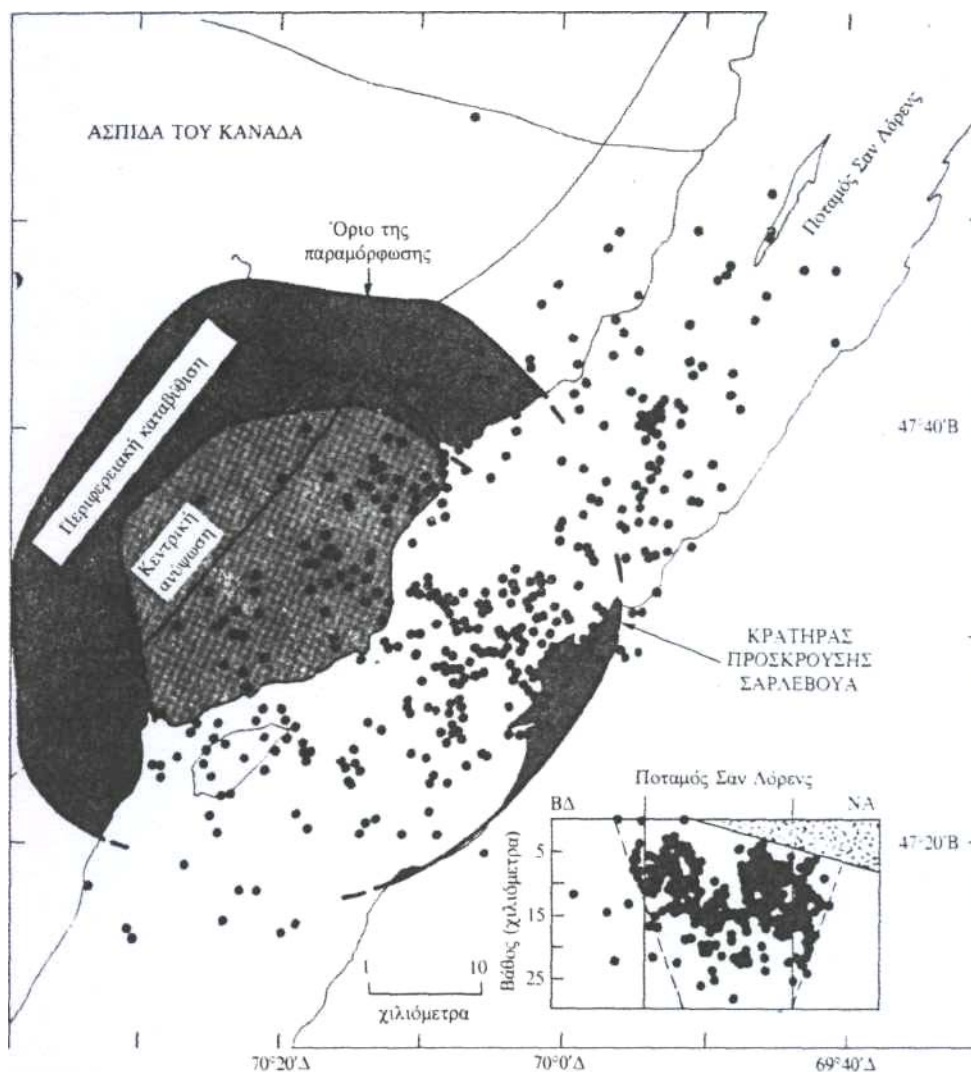 ΑΣΠΙΔΑ ΤΟΥ ΚΑΝΑΔΑ
Ποταμός Σαν Λόρενς
Όριο της
παραμόρφωσης
Περιφερειακή καταβύθιση
47°40'Β
Κεντρική
ανύψωση
ΚΡΑΤΗΡΑΣ
ΠΡΟΣΚΡΟΥΣΗΣ
ΣΑΡΛΕΒΟΥΑ
Ποταμός Σαν Λόρενς
ΒΔ
ΝΑ
47°20'Β
5
15
25
Βάθος (χιλιόμετρα)
1
10
χιλιόμετρα
70°20'Δ
70°0'Δ
69°40'Δ